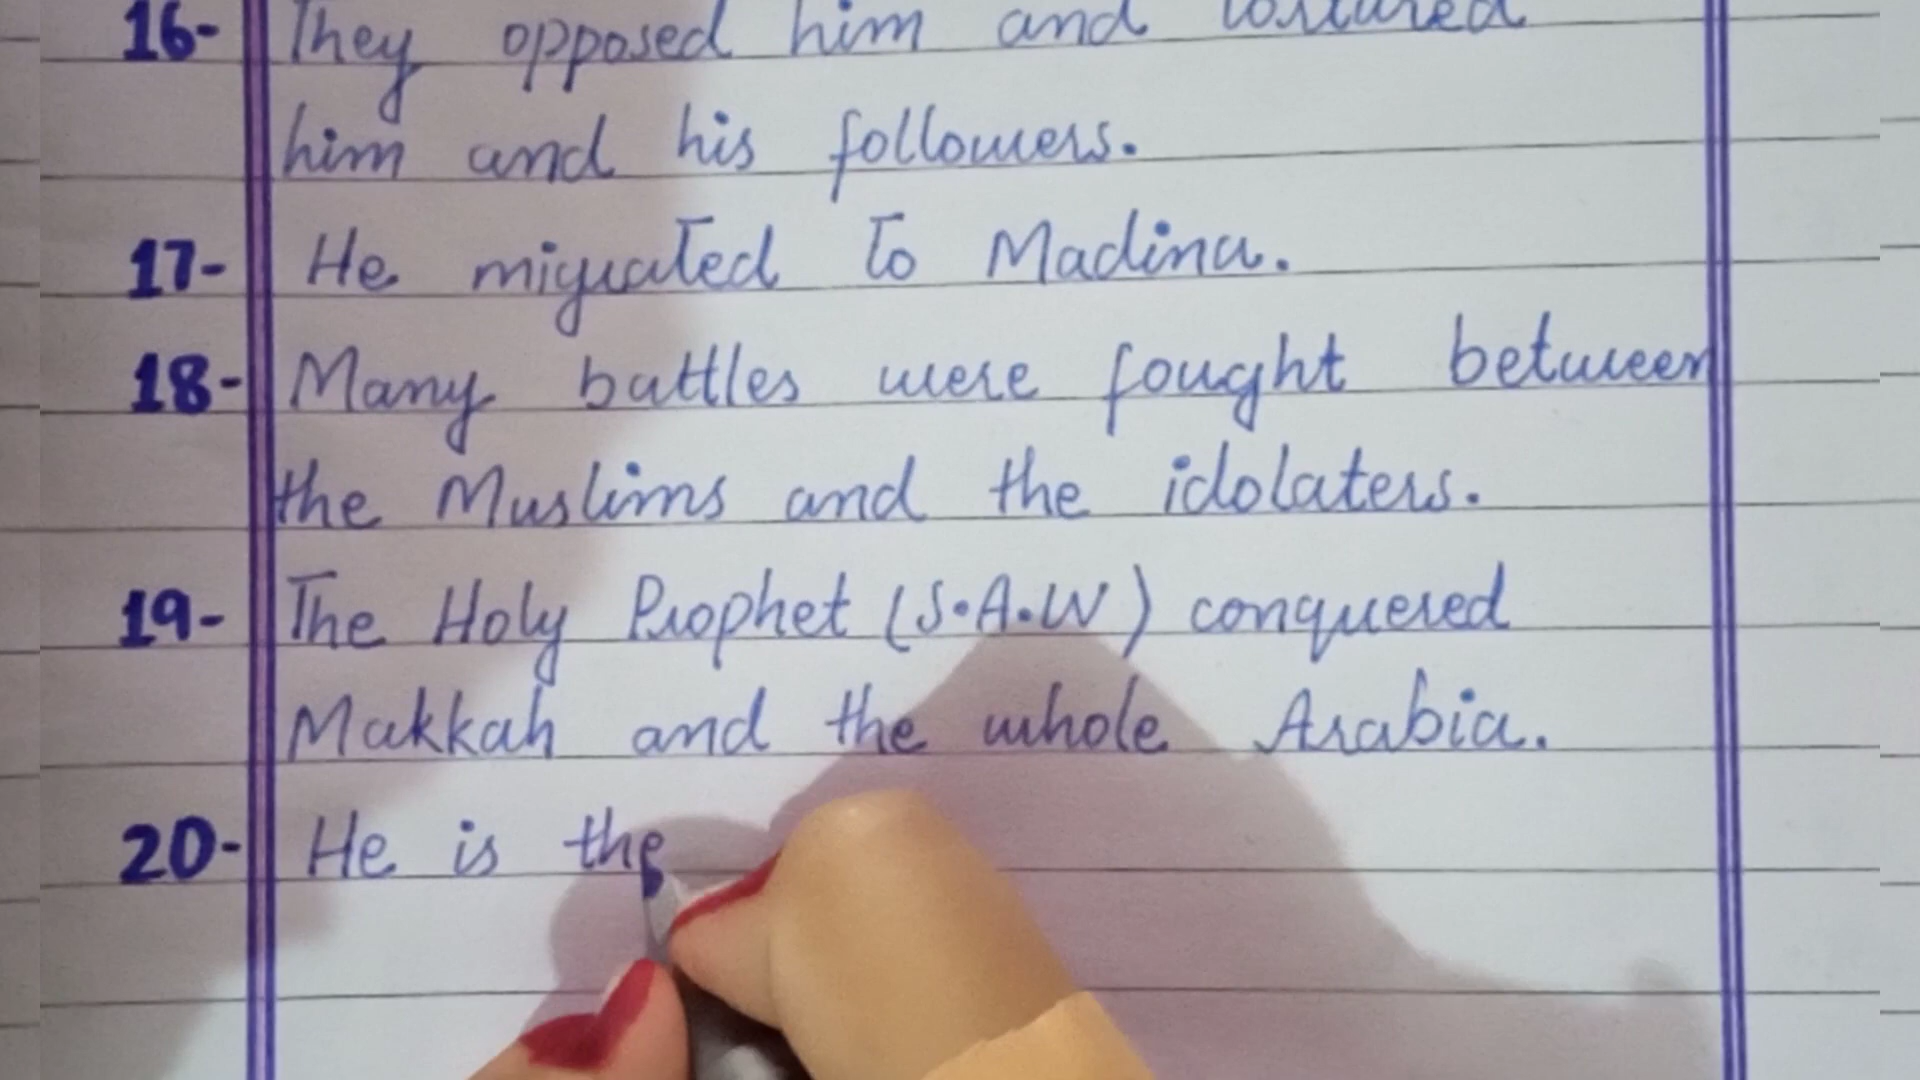 16- They opposed him and tortured
him and his followers.
17- He migrated to Madina.
18- Many battles were fought between
the Muslims and the idolaters.
19- The Holy Prophet (S.A.W) conquered
Makkah and the whole Arabia.
20- He is the